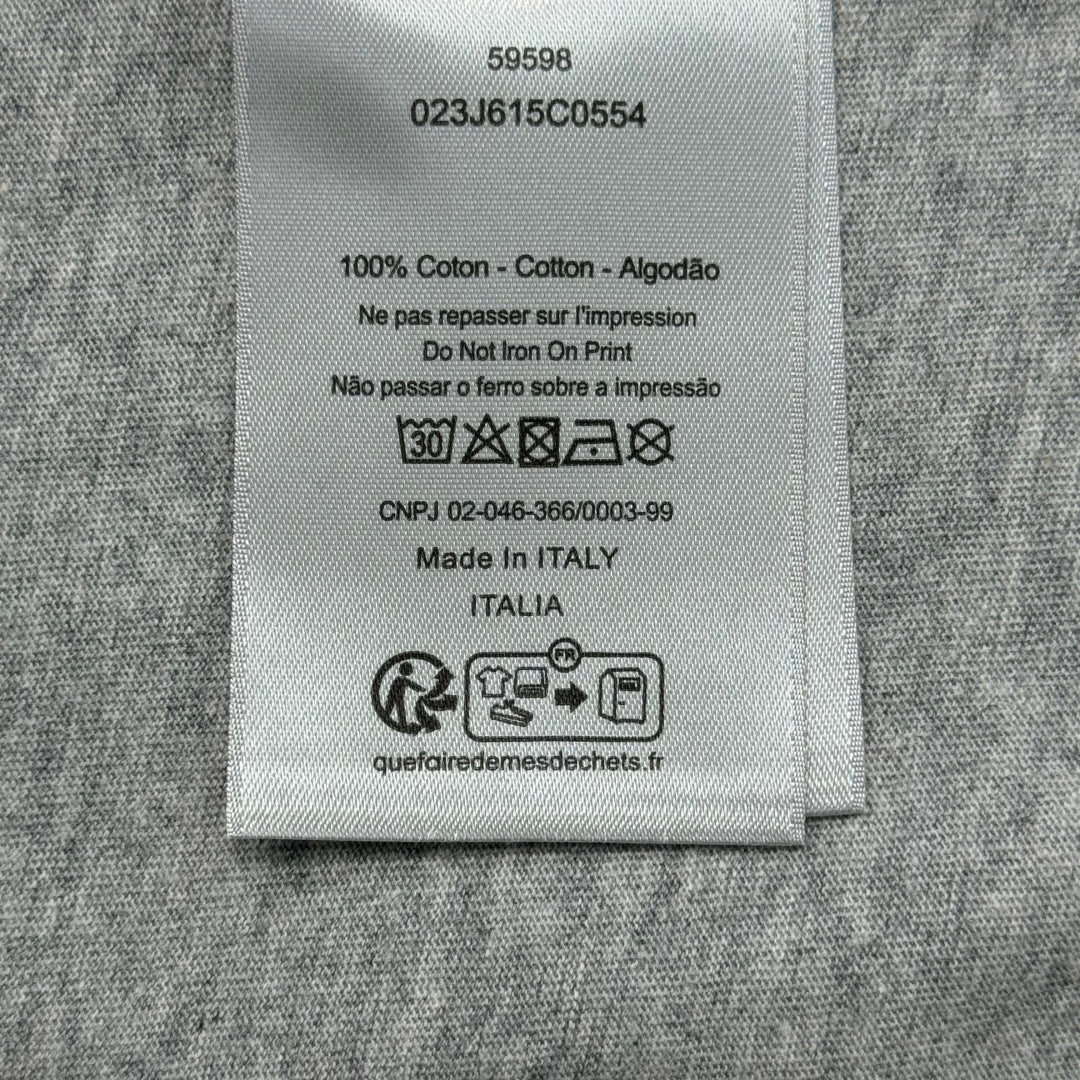 59598
023J615C0554
100% Coton - Cotton - Algodão
Ne pas repasser sur l'impression
Do Not Iron On Print
Não passar o ferro sobre a impressão
30
CNPJ 02-046-366/0003-99
Made In ITALY
ITALIA
FR
quefairedemesdechets.fr